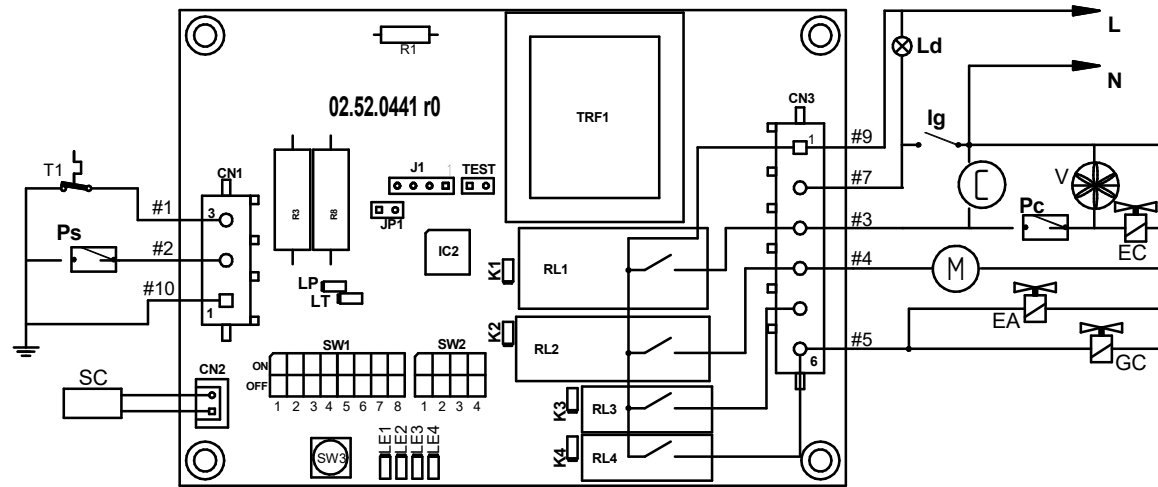 L
Ld
R1
N
02.52.0441 r0
TRF1
CN3
Ig
1
#9
T1
CN1
J1
1
TEST
#7
C
V
#1
3
R3
R8
JP1
Pc
Ps
#2
IC2
K1
RL1
#3
EC
#10
LP
LT
#4
M
1
K2
RL2
EA
SW1
SW2
6
#5
GC
ON
OFF
CN2
SC
1 2 3 4 5 6 7 8
1 2 3 4
K3
RL3
SW3
LE1
LE2
LE3
LE4
K4
RL4